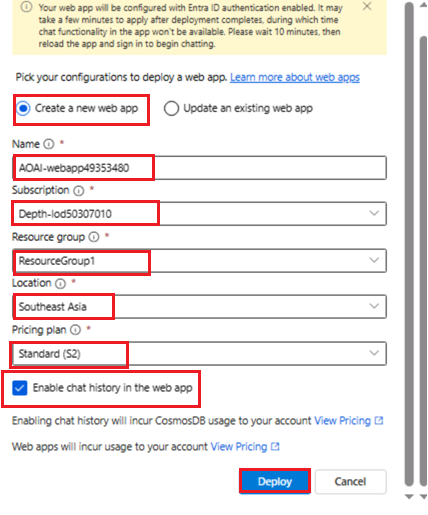 Your web app will be configured with Entra ID authentication enabled. It may
take a few minutes to apply after deployment completes, during which time
chat functionality in the app won't be available. Please wait 10 minutes, then
reload the app and sign in to begin chatting.
Pick your configurations to deploy a web app. Learn more about web apps
Create a new web app Update an existing web app
Name *
AOAI-webapp49353480
Subscription *
Depth-lod50307010
Resource group *
ResourceGroup1
Location *
Southeast Asia
Pricing plan *
Standard (S2)
Enable chat history in the web app
Enabling chat history will incur CosmosDB usage to your account View Pricing
Web apps will incur usage to your account View Pricing
Deploy Cancel